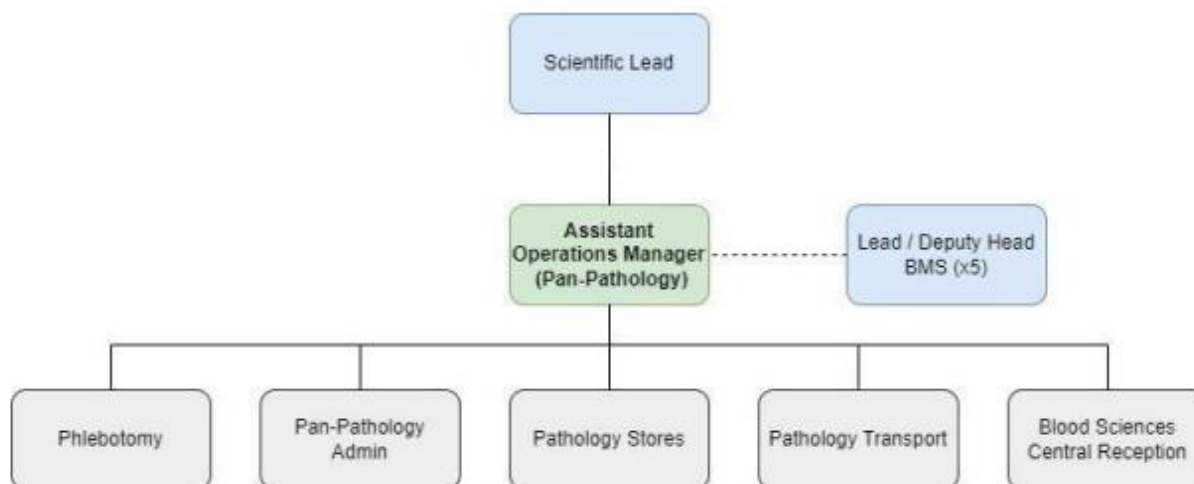 Scientific Lead
Assistant
Operations Manager
(Pan-Pathology)
Lead / Deputy Head
BMS (x5)
Phlebotomy
Pan-Pathology
Admin
Pathology Stores
Pathology Transport
Blood Sciences
Central Reception